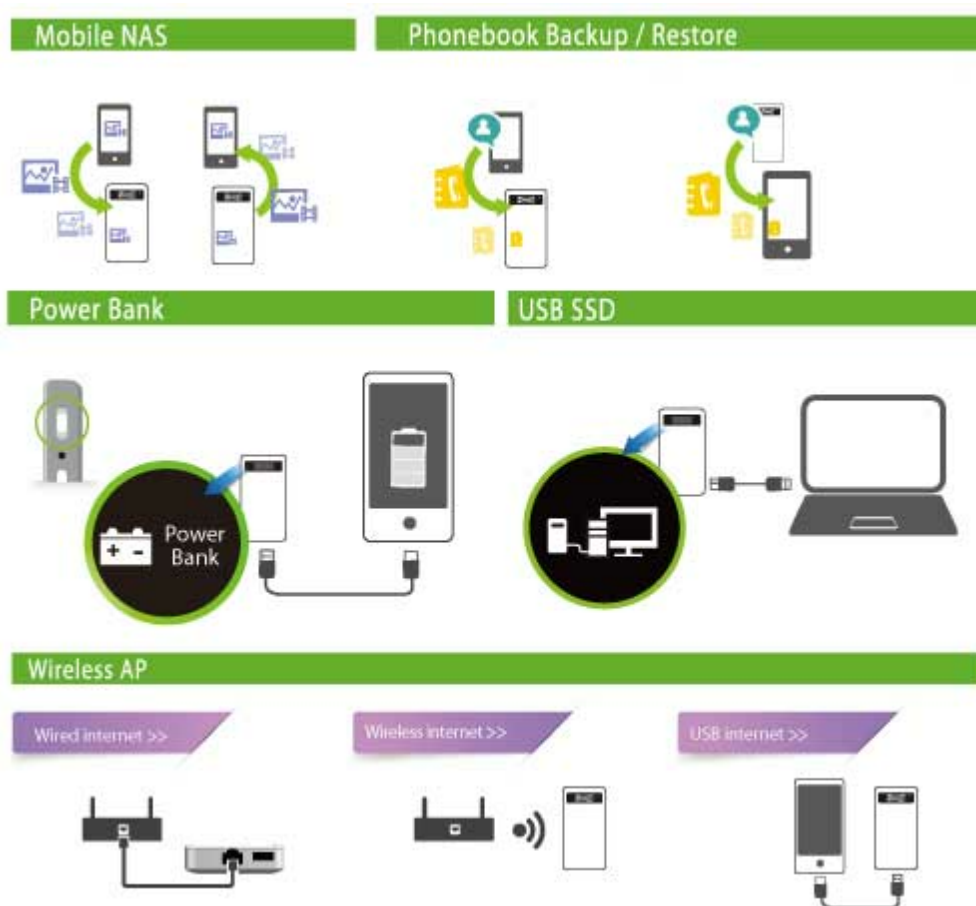 Mobile NAS
Phonebook Backup / Restore
Power Bank
USB SSD
Power
Bank
+ -
Wireless AP
Wired internet >>
Wireless internet >>
USB internet >>